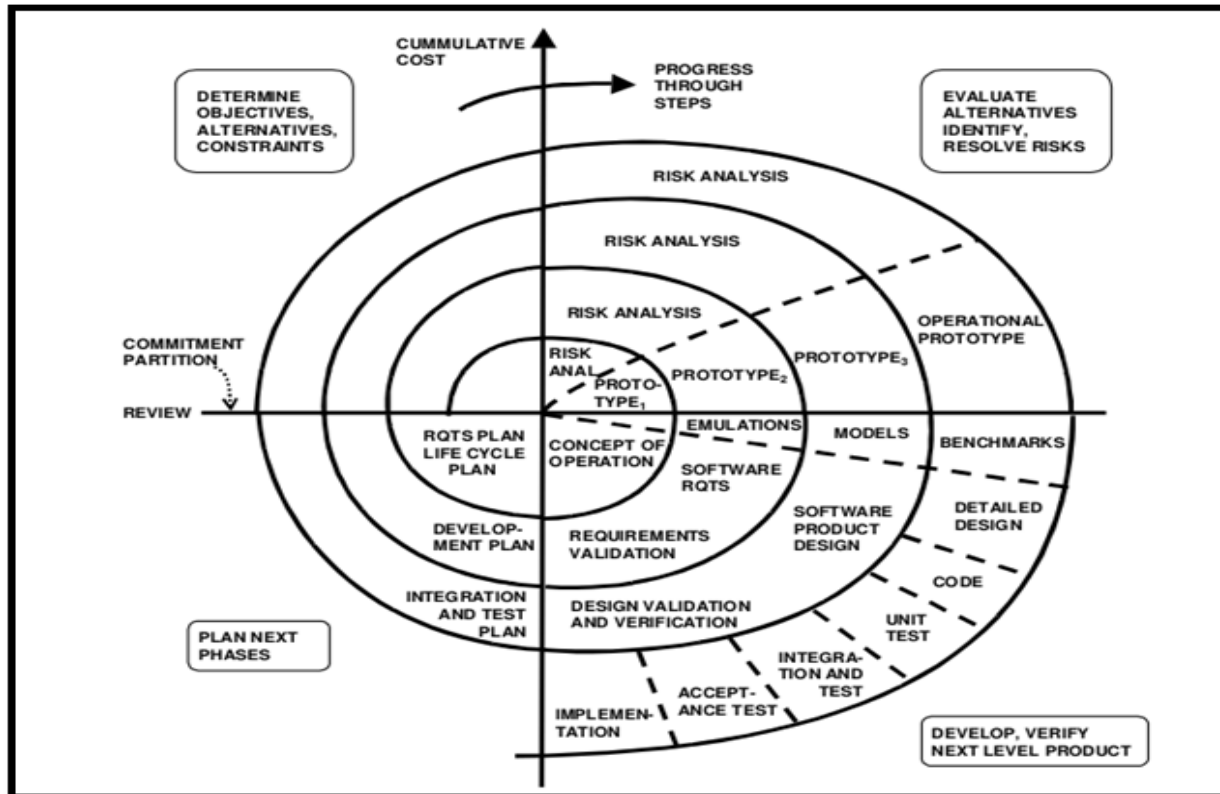 CUMMULATIVE
COST
PROGRESS
THROUGH
STEPS
DETERMINE
OBJECTIVES,
ALTERNATIVES,
CONSTRAINTS
EVALUATE
ALTERNATIVES
IDENTIFY,
RESOLVE RISKS
RISK ANALYSIS
RISK ANALYSIS
RISK ANALYSIS
RISK
ANAL
PROTO-
TYPE1
PROTOTYPE2
PROTOTYPE3
OPERATIONAL
PROTOTYPE
COMMITMENT
PARTITION
REVIEW
EMULATIONS
MODELS
BENCHMARKS
RQTS PLAN
LIFE CYCLE
PLAN
CONCEPT OF
OPERATION
SOFTWARE
RQTS
SOFTWARE
PRODUCT
DESIGN
DETAILED
DESIGN
DEVELOP-
MENT PLAN
REQUIREMENTS
VALIDATION
CODE
INTEGRATION
AND TEST
PLAN
DESIGN VALIDATION
AND VERIFICATION
UNIT
TEST
INTEGRA-
TION AND
TEST
ACCEPT-
ANCE TEST
IMPLEMEN-
TATION
PLAN NEXT
PHASES
DEVELOP, VERIFY
NEXT LEVEL PRODUCT